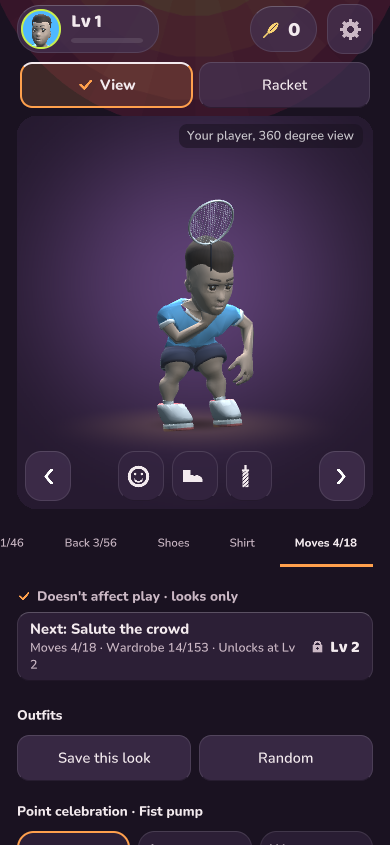 Lv 1
0
View
Racket
Your player, 360 degree view
1/46
Back 3/56
Shoes
Shirt
Moves 4/18
Doesn't affect play · looks only
Next: Salute the crowd
Moves 4/18 · Wardrobe 14/153 · Unlocks at Lv
2
Lv 2
Outfits
Save this look
Random
Point celebration · Fist pump